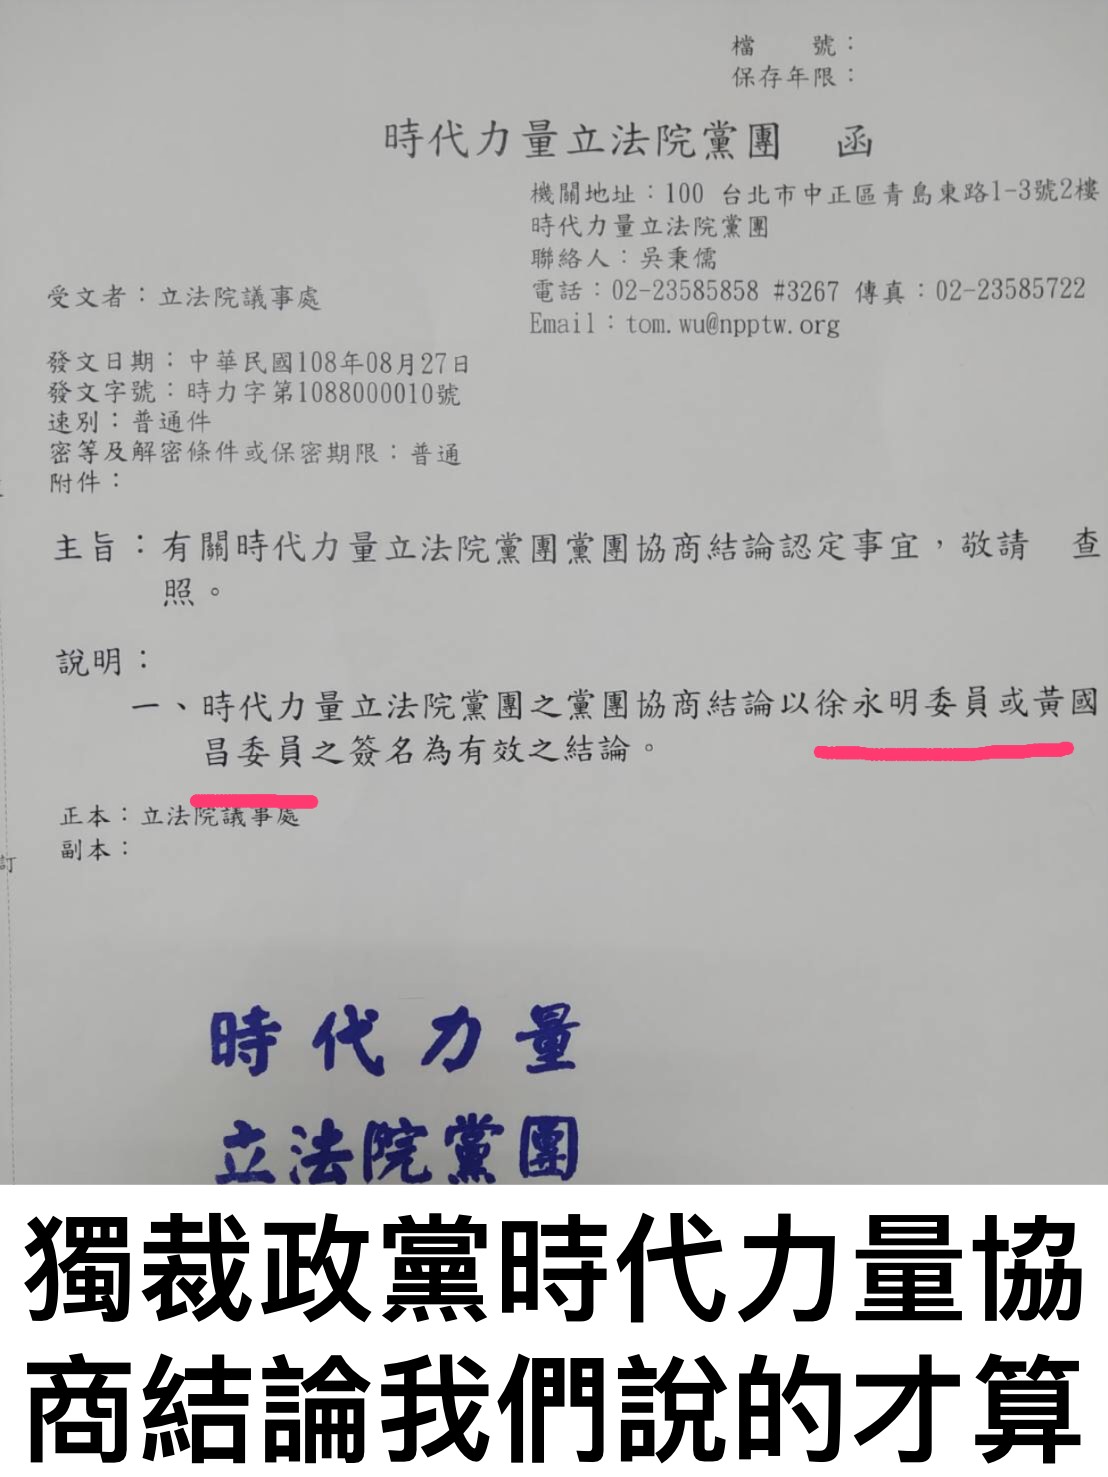 檔　　號：
保存年限：
時代力量立法院黨團　函
機關地址：100 台北市中正區青島東路1-3號2樓
時代力量立法院黨團
聯絡人：吳秉儒
電話：02-23585858 #3267 傳真：02-23585722
Email：tom.wu@npptw.org
受文者：立法院議事處
發文日期：中華民國108年08月27日
發文字號：時力字第1088000010號
速別：普通件
密等及解密條件或保密期限：普通
附件：
主旨：有關時代力量立法院黨團黨團協商結論認定事宜，敬請　查
照。
說明：
一、時代力量立法院黨團之黨團協商結論以徐永明委員或黃國
昌委員之簽名為有效之結論。
正本：立法院議事處
副本：
訂
時代力量
立法院黨團
獨裁政黨時代力量協
商結論我們說的才算